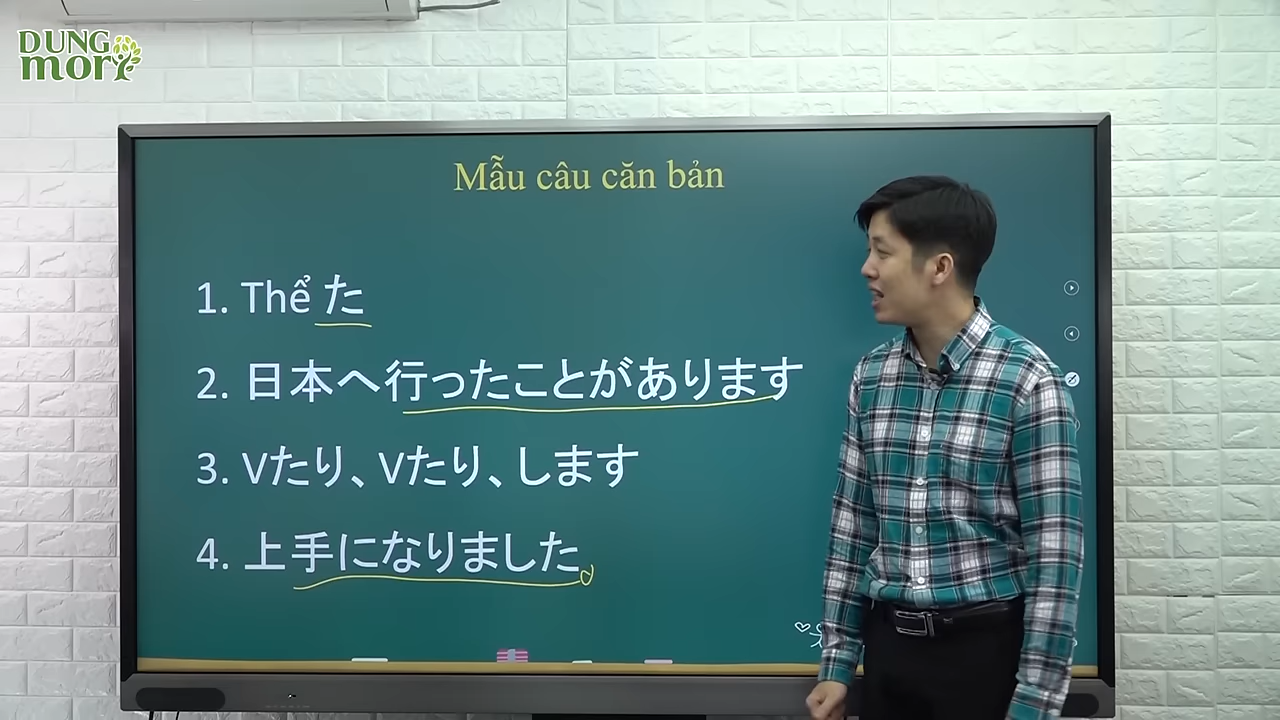 DUNG
mori
Mẫu câu căn bản
1. Thể た
2. 日本へ行ったことがあります
3. Vたり、Vたり、します
4. 上手になりました。